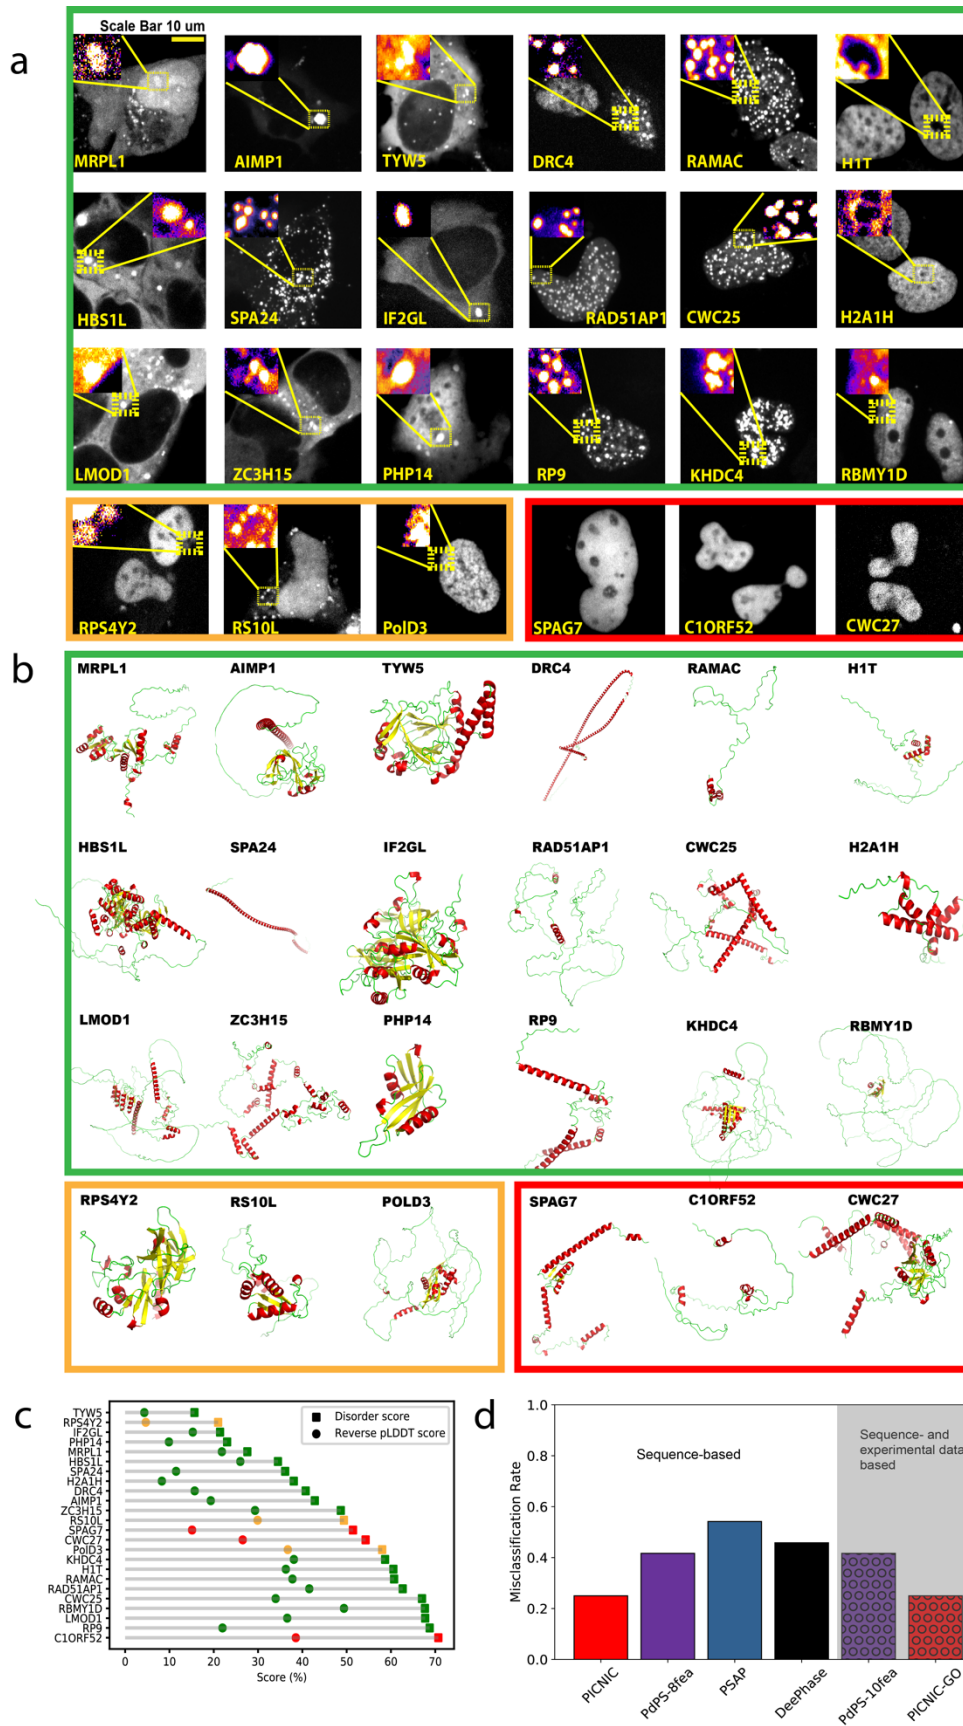 a
Scale Bar 10 um
MRPL1
AIMP1
TYW5
DRC4
RAMAC
H1T
HBS1L
SPA24
IF2GL
RAD51AP1
CWC25
H2A1H
LMOD1
ZC3H15
PHP14
RP9
KHDC4
RBMY1D
RPS4Y2
RS10L
PolD3
SPAG7
C1ORF52
CWC27
b
MRPL1
AIMP1
TYW5
DRC4
RAMAC
H1T
HBS1L
SPA24
IF2GL
RAD51AP1
CWC25
H2A1H
LMOD1
ZC3H15
PHP14
RP9
KHDC4
RBMY1D
RPS4Y2
RS10L
POLD3
SPAG7
C1ORF52
CWC27
c
TYW5
RPS4Y2
IF2GL
PHP14
MRPL1
HBS1L
SPA24
H2A1H
DRC4
AIMP1
ZC3H15
RS10L
SPAG7
CWC27
PolD3
KHDC4
H1T
RAMAC
RAD51AP1
CWC25
RBMY1D
LMOD1
RP9
C1ORF52
Disorder score
Reverse pLDDT score
0 10 20 30 40 50 60 70
Score (%)
d
Misclassification Rate
1.0
0.8
0.6
0.4
0.2
0.0
Sequence-based
Sequence- and
experimental data
based
PICNIC
PdPS-8fea
PSAP
DeePhase
PdPS-10fea
PICNIC-GO